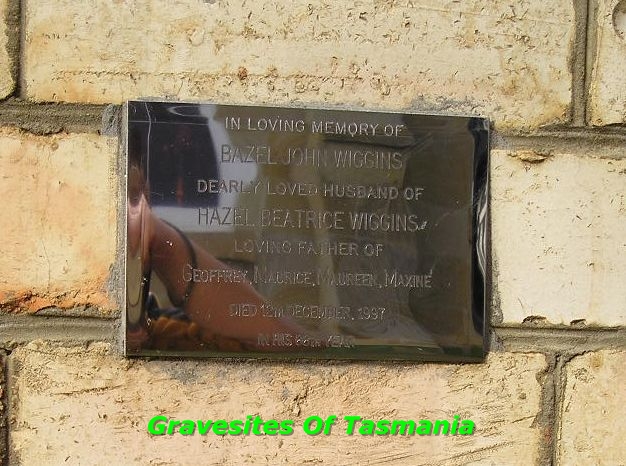 IN LOVING MEMORY OF
BAZEL JOHN WIGGINS
DEARLY LOVED HUSBAND OF
HAZEL BEATRICE WIGGINS
LOVING FATHER OF
GEOFFREY, MAURICE, MAUREEN, MAXINE
DIED 12TH DECEMBER, 1997
IN HIS YEAR
Gravesites Of Tasmania